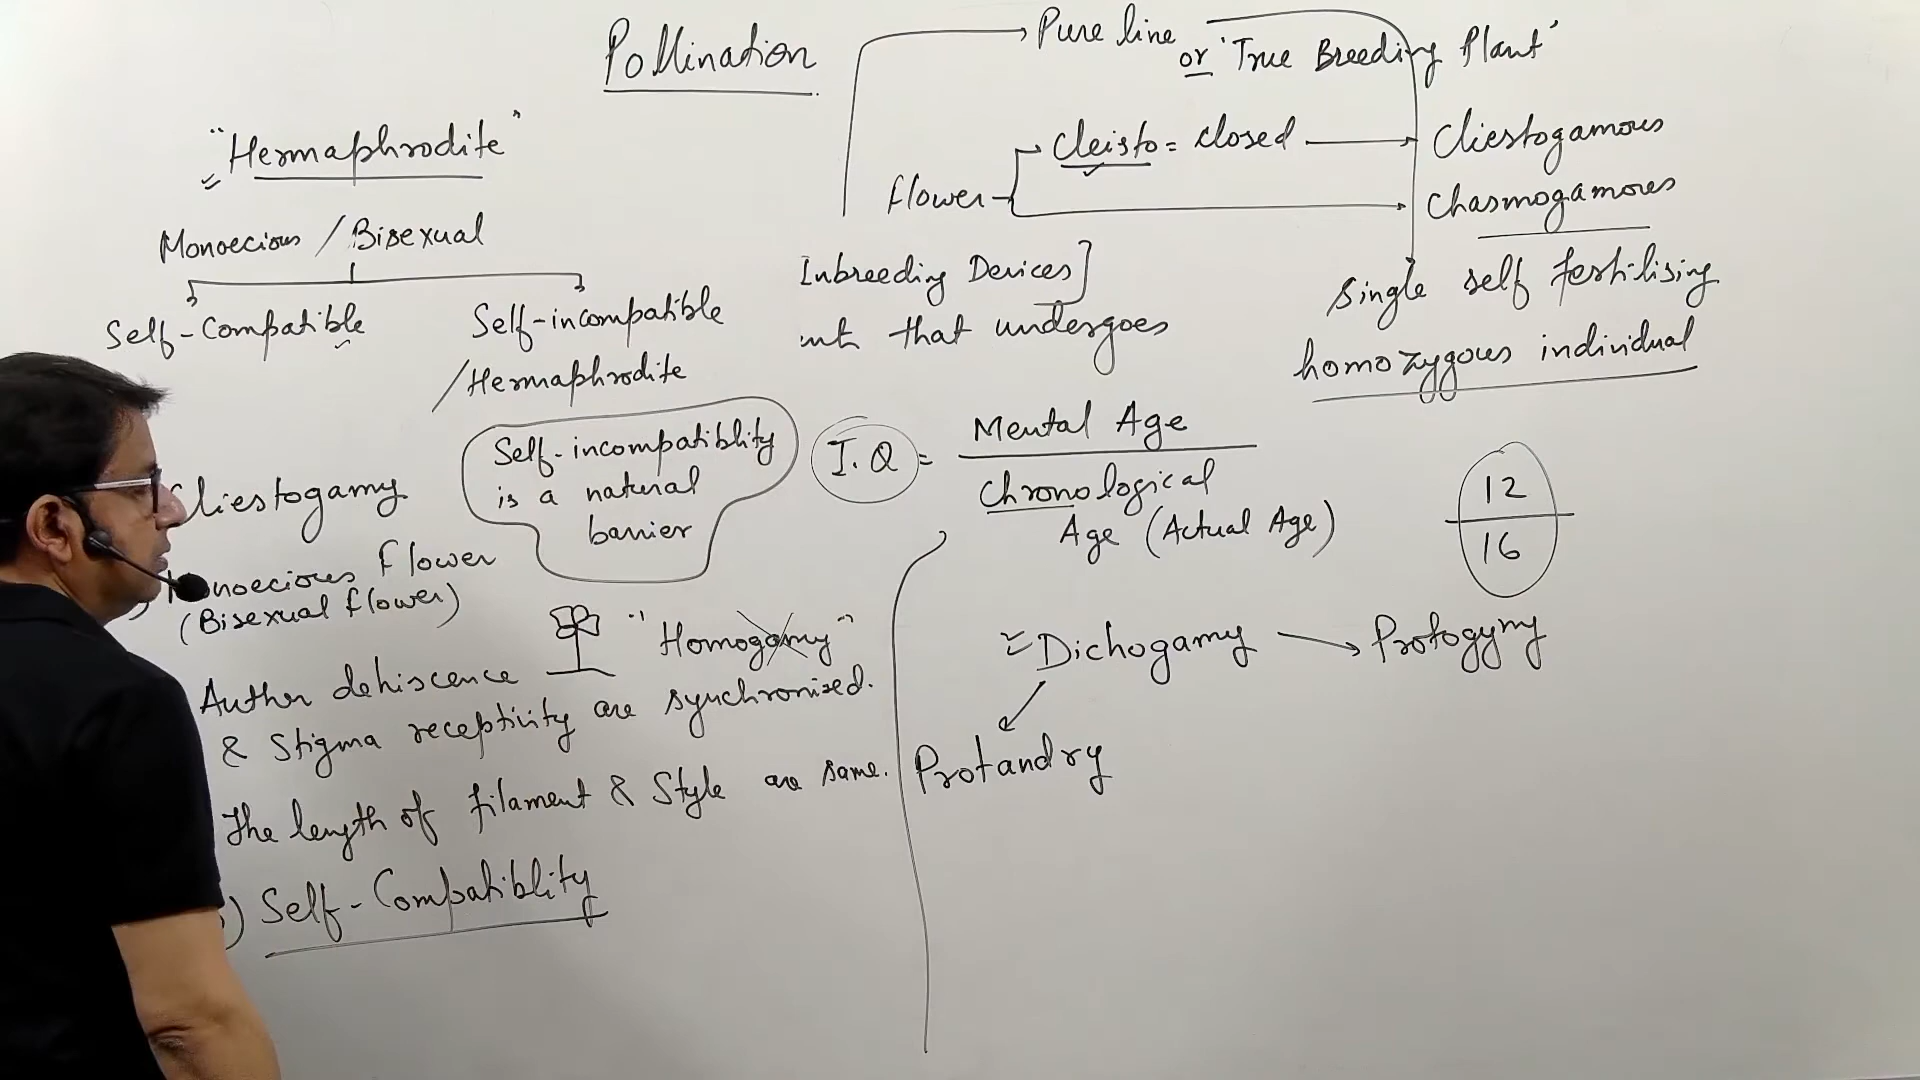 Pollination
Pure line
or 'True Breeding Plant'
"Hermaphrodite"
Monoecious / Bisexual
Self-Compatible
Self-incompatible
/Hermaphrodite
flower
Cleisto = closed
Cliestogamous
Chasmogamous
Inbreeding Devices]
that undergoes
single self fertilising
homozygous individual
Self-incompatiblity
is a natural
barrier
I.Q = Mental Age
Chronological
Age (Actual Age)
12
16
Cliestogamy
Monoecious flower
(Bisexual flower)
"Homogamy"
Anther dehiscence
& Stigma receptivity are synchronised.
The length of filament & Style are same.
) Self-Compatiblity
Dichogamy
Protogyny
Protandry